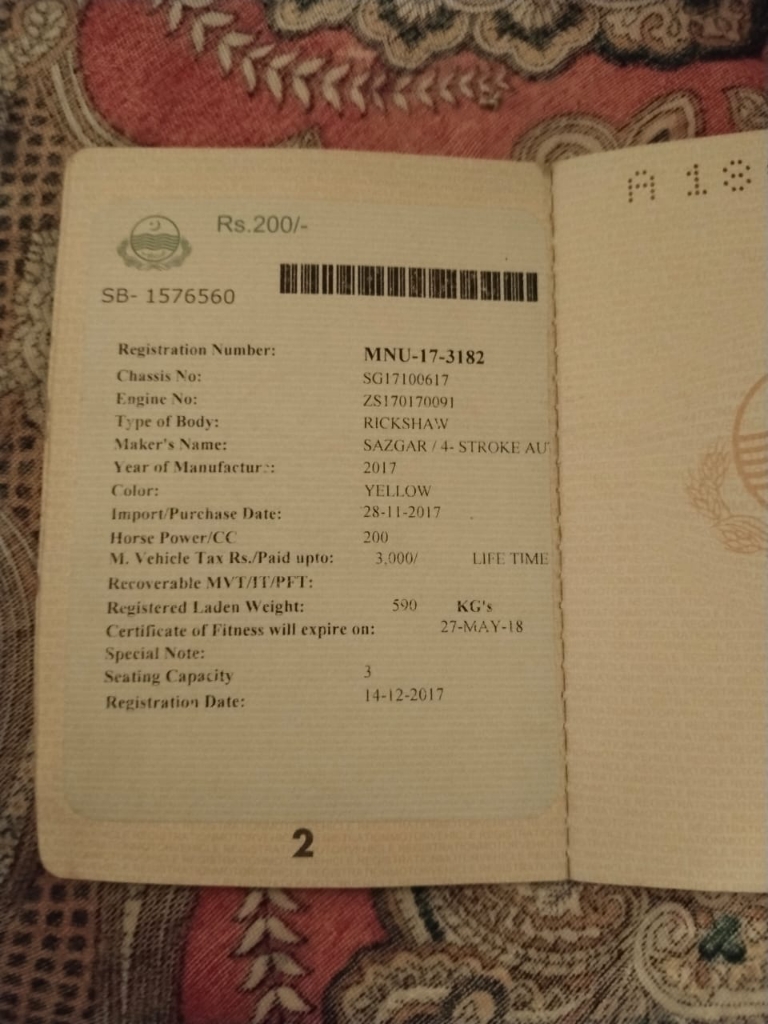 Rs.200/-
SB- 1576560
Registration Number: MNU-17-3182
Chassis No: SG17100617
Engine No: ZS170170091
Type of Body: RICKSHAW
Maker's Name: SAZGAR / 4- STROKE AU
Year of Manufacture: 2017
Color: YELLOW
Import/Purchase Date: 28-11-2017
Horse Power/CC 200
M. Vehicle Tax Rs./Paid upto: 3,000/ LIFE TIME
Recoverable MVT/IT/PFT:
Registered Laden Weight: 590 KG's
Certificate of Fitness will expire on: 27-MAY-18
Special Note:
Seating Capacity 3
Registration Date: 14-12-2017
2
A 18